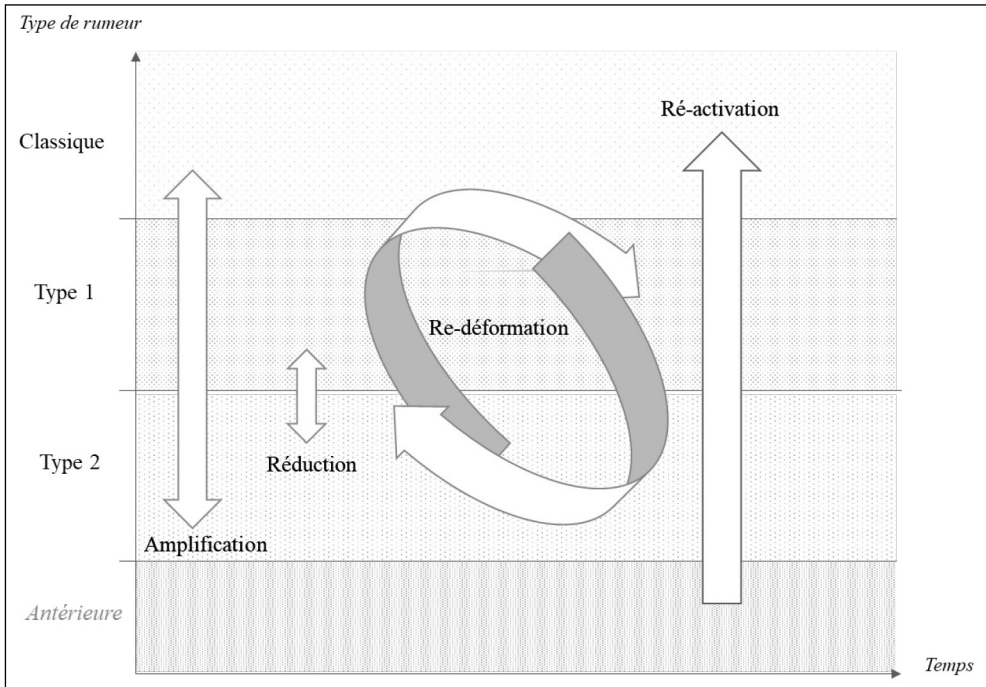 Type de rumeur
Ré-activation
Classique
Type 1
Re-déformation
Type 2
Réduction
Amplification
Antérieure
Temps